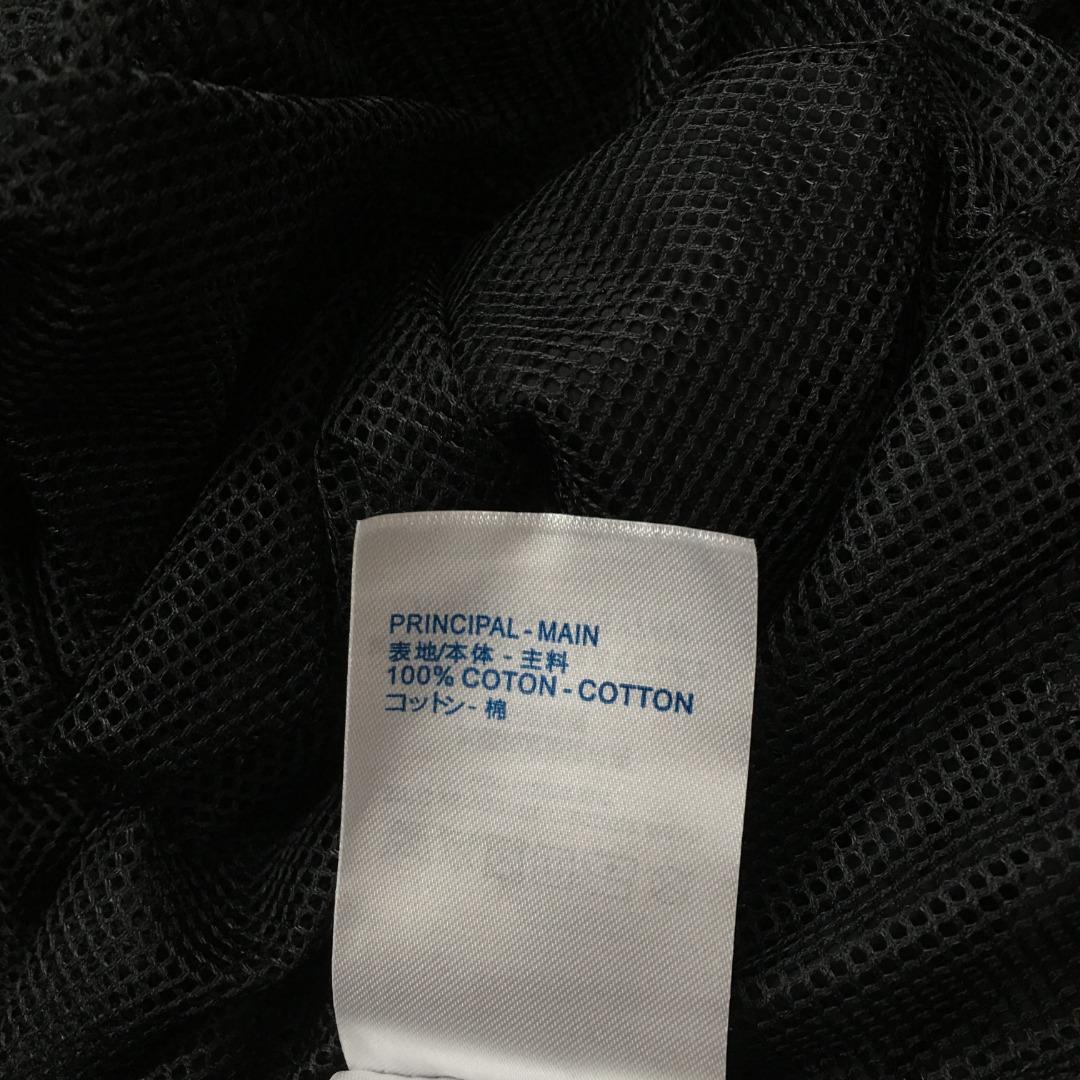 PRINCIPAL - MAIN
表地/本体 - 主料
100% COTON - COTTON
コットン - 棉